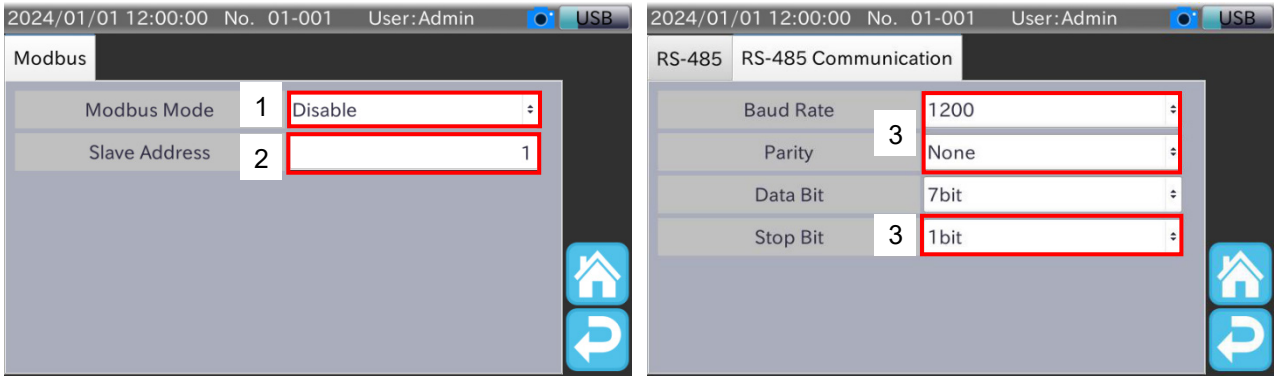 2024/01/01 12:00:00 No. 01-001 User:Admin USB
Modbus
Modbus Mode 1 Disable
Slave Address 2 1
2024/01/01 12:00:00 No. 01-001 User:Admin USB
RS-485 RS-485 Communication
Baud Rate 1200
3
Parity None
Data Bit 7bit
Stop Bit 3 1bit